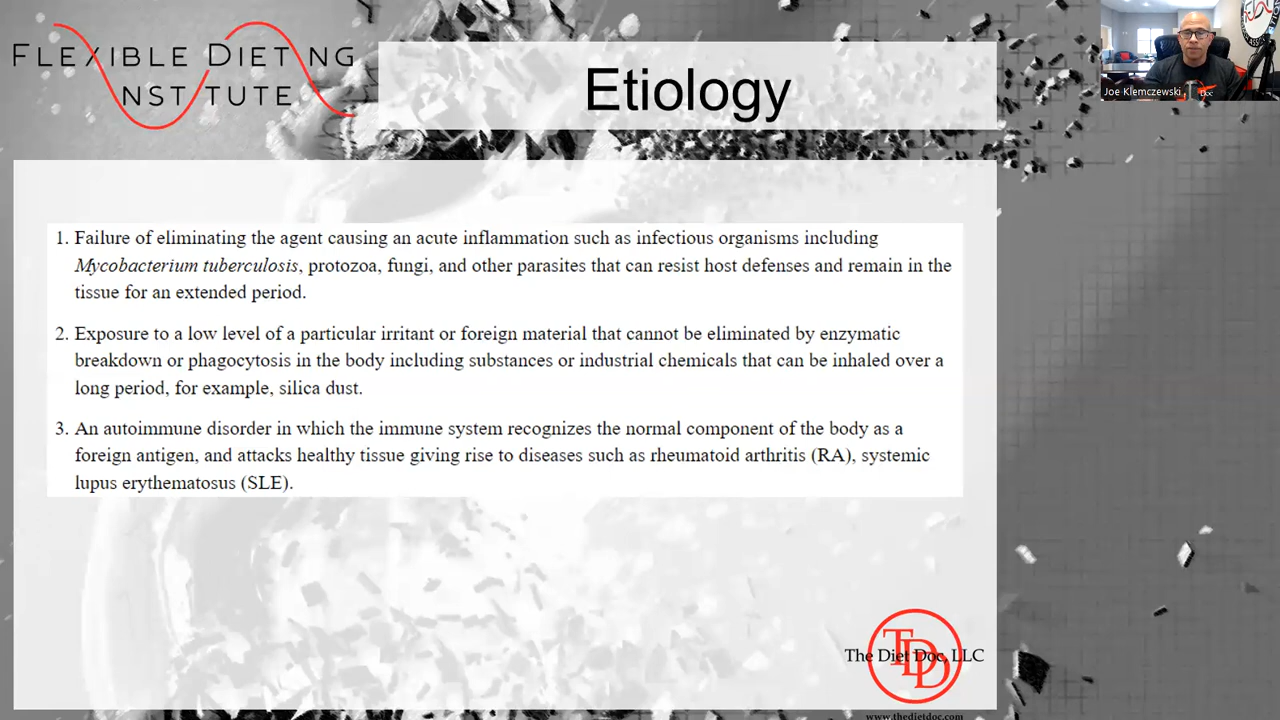 FLEXIBLE DIETING
INSTITUTE
Etiology
Joe Klemczewski
1. Failure of eliminating the agent causing an acute inflammation such as infectious organisms including
Mycobacterium tuberculosis, protozoa, fungi, and other parasites that can resist host defenses and remain in the
tissue for an extended period.
2. Exposure to a low level of a particular irritant or foreign material that cannot be eliminated by enzymatic
breakdown or phagocytosis in the body including substances or industrial chemicals that can be inhaled over a
long period, for example, silica dust.
3. An autoimmune disorder in which the immune system recognizes the normal component of the body as a
foreign antigen, and attacks healthy tissue giving rise to diseases such as rheumatoid arthritis (RA), systemic
lupus erythematosus (SLE).
TDD
The Diet Doc, LLC
www.thedietdoc.com